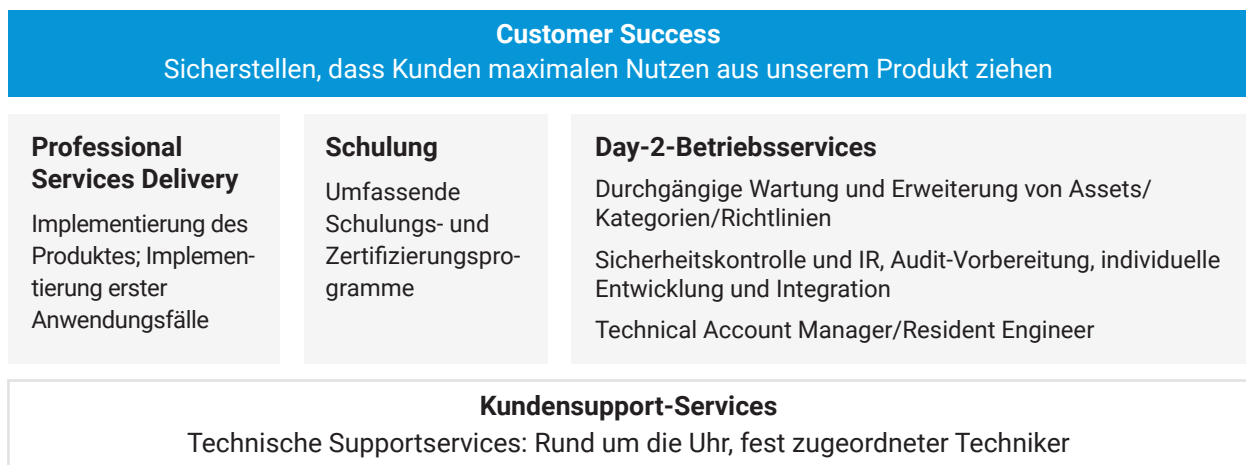 Customer Success
Sicherstellen, dass Kunden maximalen Nutzen aus unserem Produkt ziehen
Professional
Services Delivery
Implementierung des
Produktes; Implemen-
tierung erster
Anwendungsfälle
Schulung
Umfassende
Schulungs- und
Zertifizierungspro-
gramme
Day-2-Betriebsservices
Durchgängige Wartung und Erweiterung von Assets/
Kategorien/Richtlinien
Sicherheitskontrolle und IR, Audit-Vorbereitung, individuelle
Entwicklung und Integration
Technical Account Manager/Resident Engineer
Kundensupport-Services
Technische Supportservices: Rund um die Uhr, fest zugeordneter Techniker